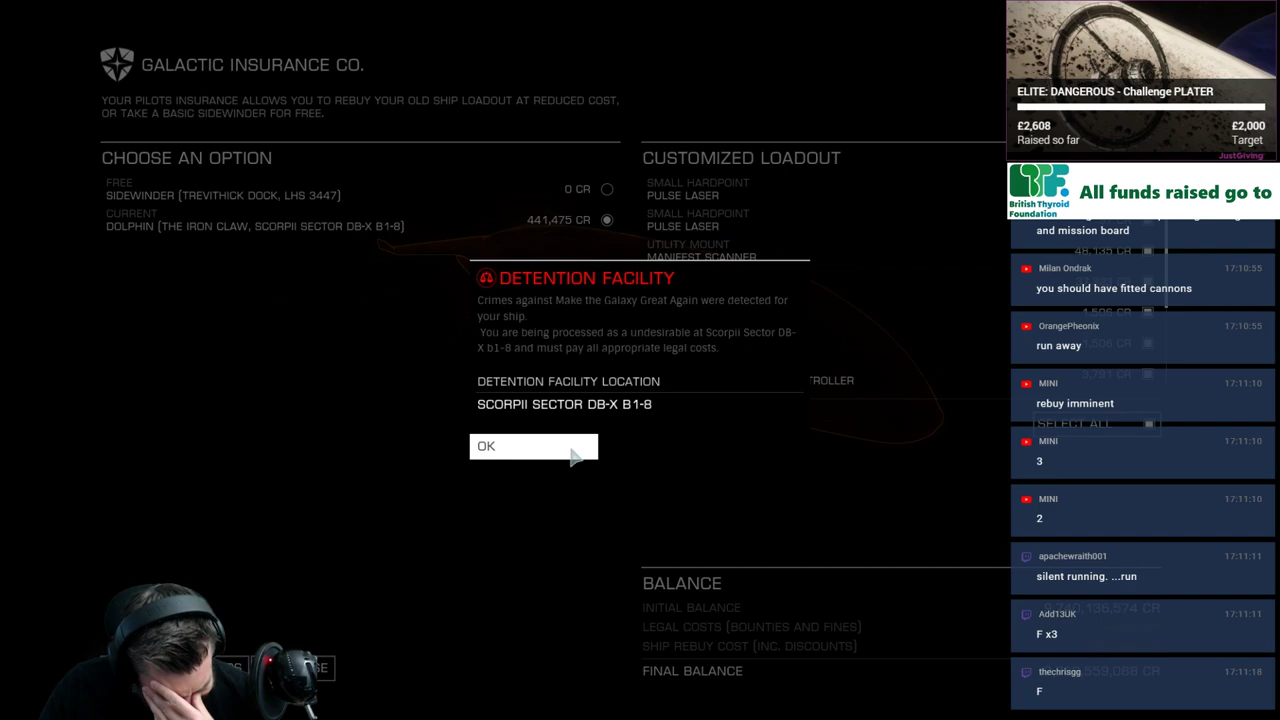 GALACTIC INSURANCE CO.
YOUR PILOTS INSURANCE ALLOWS YOU TO REBUY YOUR OLD SHIP LOADOUT AT REDUCED COST,
OR TAKE A BASIC SIDEWINDER FOR FREE.
CHOOSE AN OPTION
FREE
SIDEWINDER (TREVITHICK DOCK, LHS 3447)
0 CR
CURRENT
DOLPHIN (THE IRON CLAW, SCORPII SECTOR DB-X B1-8)
441,475 CR
CUSTOMIZED LOADOUT
SMALL HARDPOINT
PULSE LASER
SMALL HARDPOINT
PULSE LASER
UTILITY MOUNT
MANIFEST SCANNER
DETENTION FACILITY
Crimes against Make the Galaxy Great Again were detected for
your ship.
You are being processed as a undesirable at Scorpii Sector DB-
X b1-8 and must pay all appropriate legal costs.
DETENTION FACILITY LOCATION
SCORPII SECTOR DB-X B1-8
OK
TROLLER
SELECT ALL
BALANCE
INITIAL BALANCE
LEGAL COSTS (BOUNTIES AND FINES)
SHIP REBUY COST (INC. DISCOUNTS)
FINAL BALANCE
ELITE: DANGEROUS - Challenge PLATER
£2,608
Raised so far
£2,000
Target
JustGiving
BTF
British Thyroid
Foundation
All funds raised go to
and mission board
48,135 CR
Milan Ondrak
17:10:55
you should have fitted cannons
OrangePheonix
17:10:55
run away
MINI
17:11:10
rebuy imminent
MINI
17:11:10
3
MINI
17:11:10
2
apachewraith001
17:11:11
silent running. ...run
Add13UK
17:11:11
F x3
thechrisgg
17:11:18
F